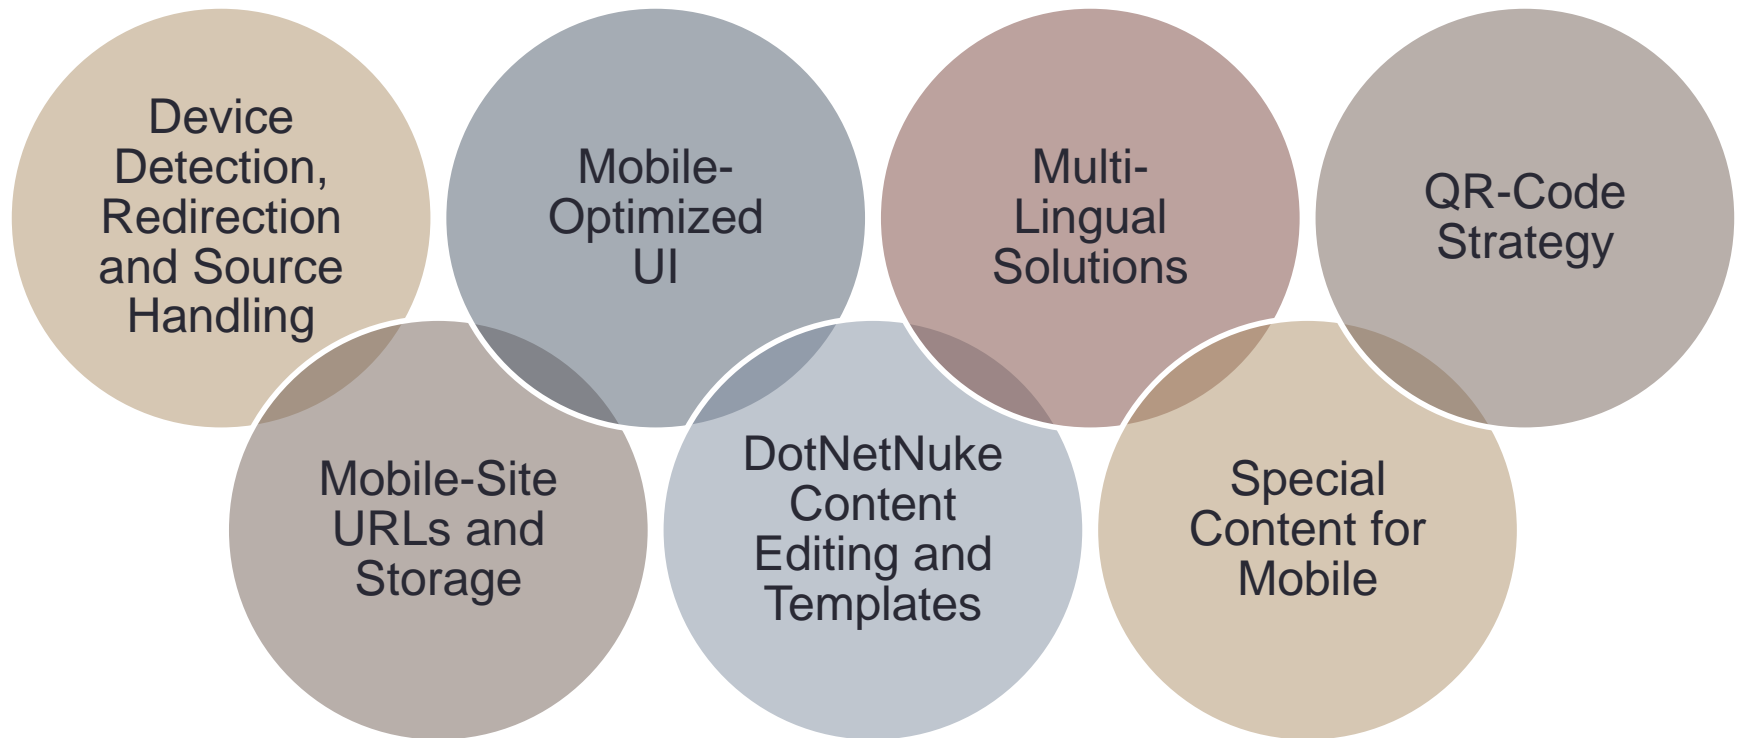 Device
Detection,
Redirection
and Source
Handling
Mobile-
Optimized
UI
Multi-
Lingual
Solutions
QR-Code
Strategy
Mobile-Site
URLs and
Storage
DotNetNuke
Content
Editing and
Templates
Special
Content for
Mobile